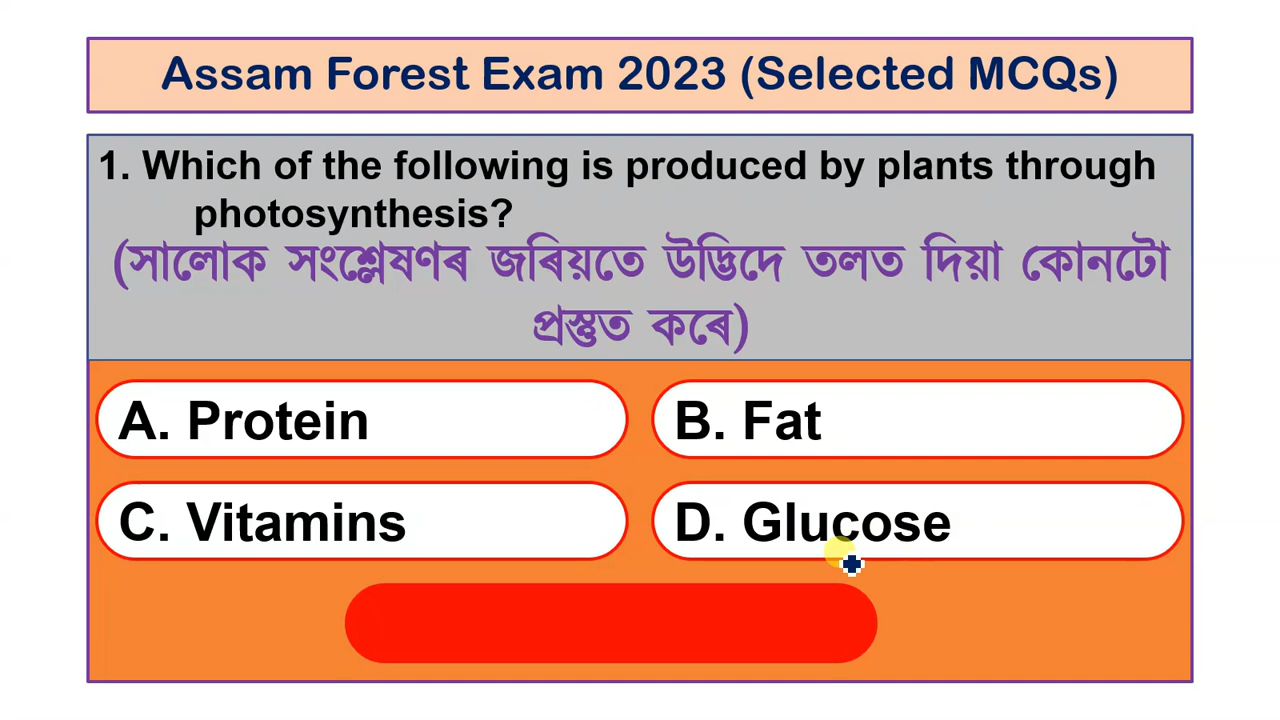 Assam Forest Exam 2023 (Selected MCQs)
1. Which of the following is produced by plants through
photosynthesis?
(সালোক সংশ্লেষণৰ জৰিয়তে উদ্ভিদে তলত দিয়া কোনটো
প্ৰস্তুত কৰে)
A. Protein
B. Fat
C. Vitamins
D. Glucose